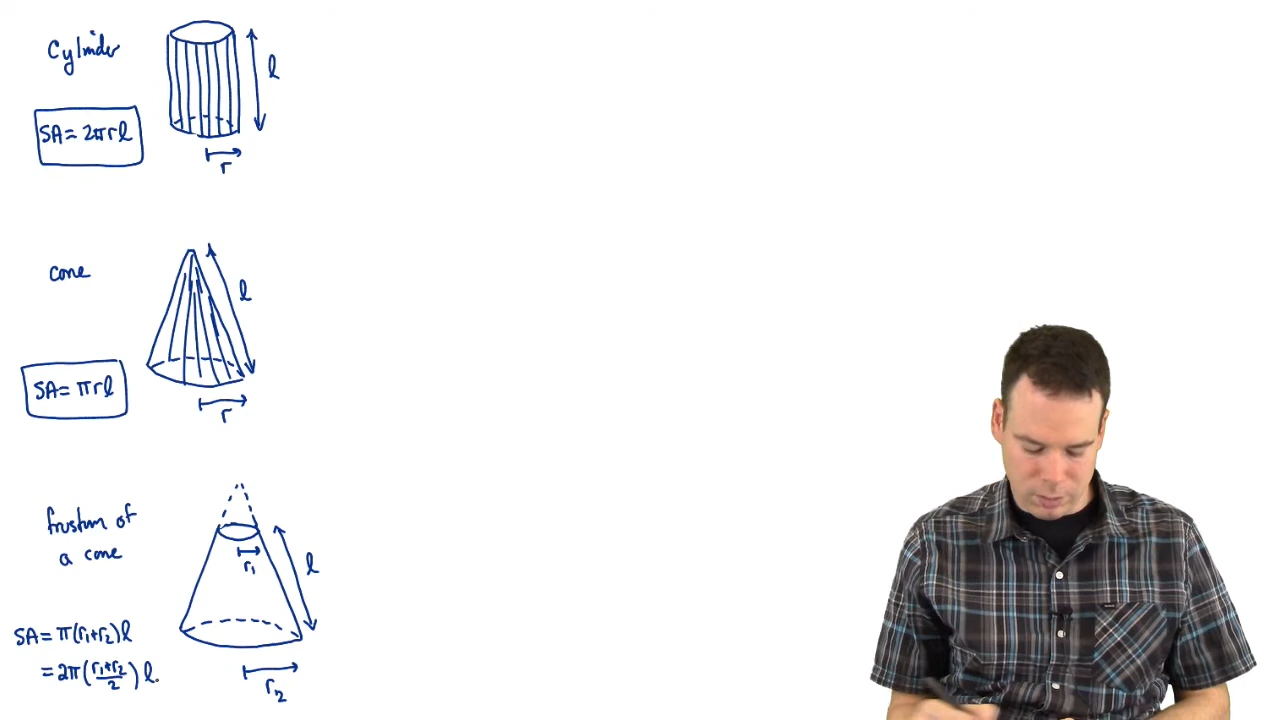 Cylinder
l
SA = 2πrl
r
cone
l
SA = πrl
r
frustum of
a cone
r₁
l
SA = π(r₁+r₂)l
= 2π(r₁+r₂/2)l
r₂